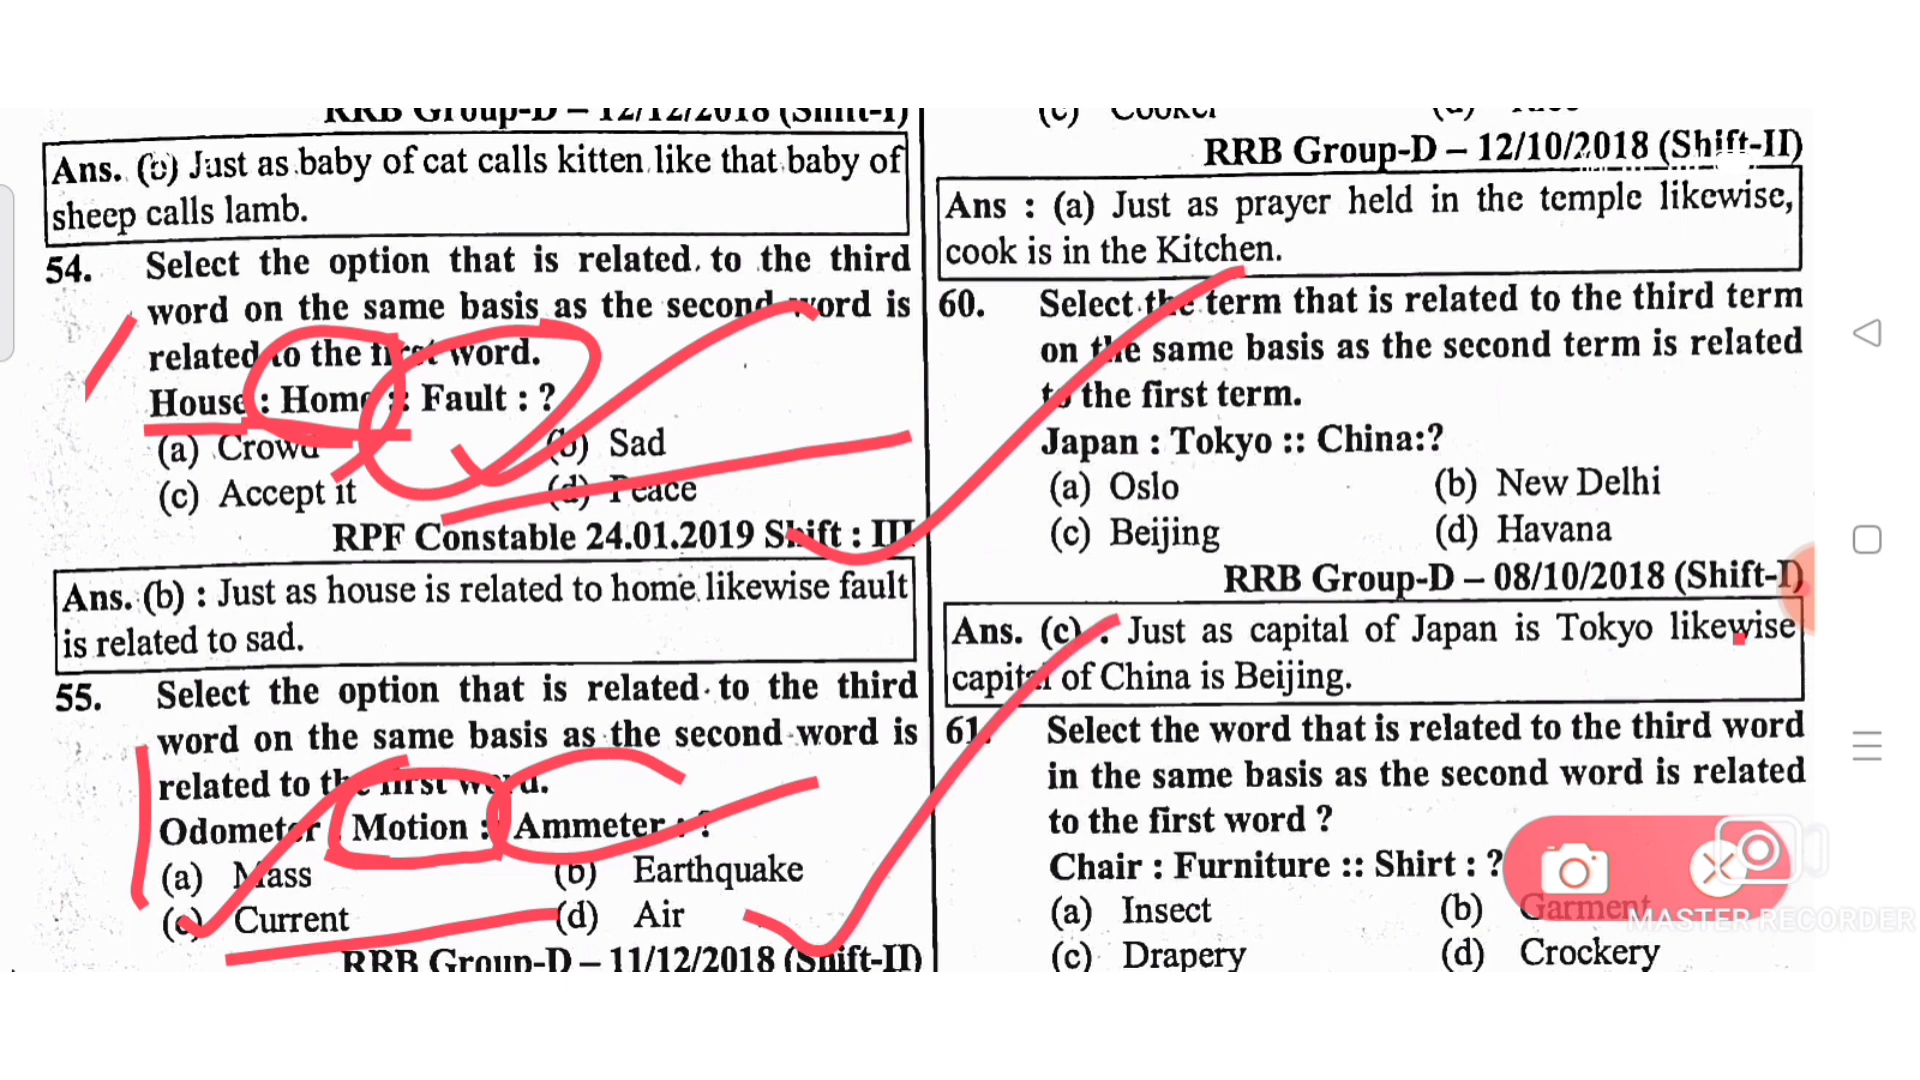 RRB Group-D – 12/12/2018 (Shift-I)
Ans. (b) Just as baby of cat calls kitten like that baby of
sheep calls lamb.
54. Select the option that is related to the third
word on the same basis as the second word is
related to the first word.
House : Home :: Fault : ?
(a) Crowd (b) Sad
(c) Accept it (d) Peace
RPF Constable 24.01.2019 Shift : III
Ans. (b) : Just as house is related to home likewise fault
is related to sad.
55. Select the option that is related to the third
word on the same basis as the second word is
related to the first word.
Odometer : Motion :: Ammeter : ?
(a) Mass (b) Earthquake
(c) Current (d) Air
RRB Group-D – 11/12/2018 (Shift-II)
(c) Cooker (d)
RRB Group-D – 12/10/2018 (Shift-II)
Ans : (a) Just as prayer held in the temple likewise,
cook is in the Kitchen.
60. Select the term that is related to the third term
on the same basis as the second term is related
to the first term.
Japan : Tokyo :: China:?
(a) Oslo (b) New Delhi
(c) Beijing (d) Havana
RRB Group-D – 08/10/2018 (Shift-I)
Ans. (c) : Just as capital of Japan is Tokyo likewise
capital of China is Beijing.
61. Select the word that is related to the third word
in the same basis as the second word is related
to the first word ?
Chair : Furniture :: Shirt : ?
(a) Insect (b) Garment
(c) Drapery (d) Crockery
MASTER RECORDER